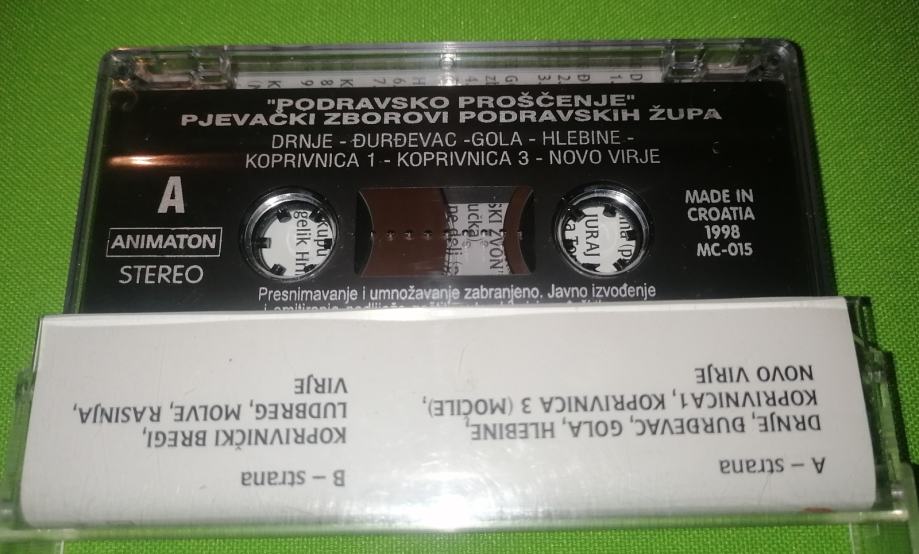 "PODRAVSKO PROŠČENJE"
PJEVAČKI ZBOROVI PODRAVSKIH ŽUPA
DRNJE - ĐURĐEVAC -GOLA - HLEBINE -
KOPRIVNICA 1 - KOPRIVNICA 3 - NOVO VIRJE
A
ANIMATON
STEREO
MADE IN
CROATIA
1998
MC-015
Presnimavanje i umnožavanje zabranjeno. Javno izvođenje
A – strana
DRNJE, ĐURĐEVAC, GOLA, HLEBINE,
KOPRIVNICA1, KOPRIVNICA 3 (MOČILE),
NOVO VIRJE
B – strana
KOPRIVNIČKI BREGI,
LUDBREG, MOLVE, RASINJA,
VIRJE